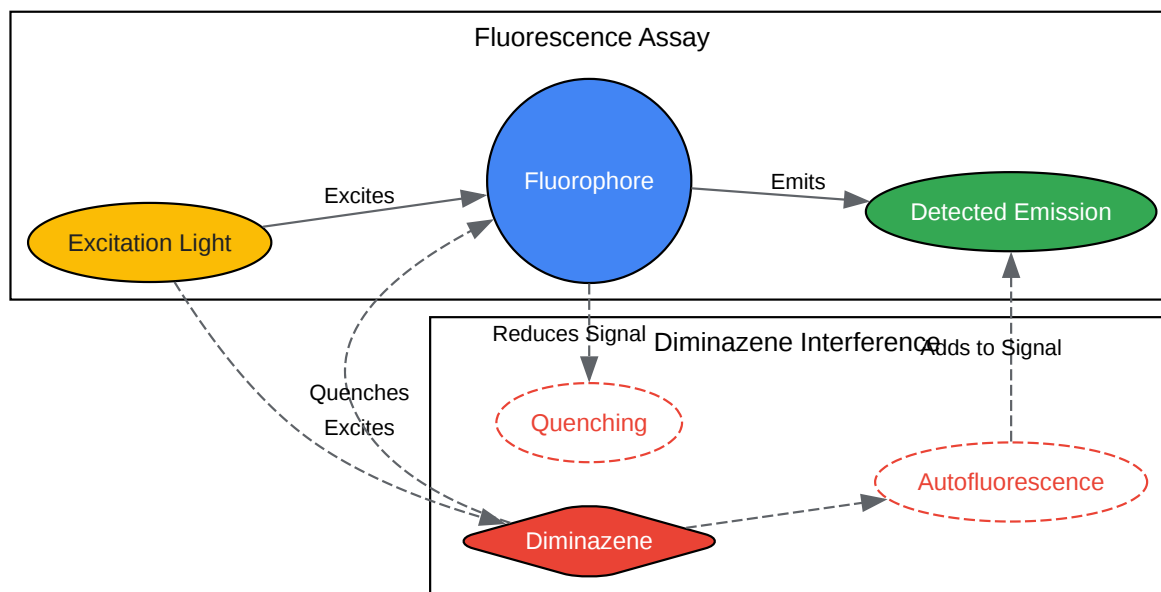 Fluorescence Assay
Fluorophore
Excites
Emits
Excitation Light
Detected Emission
Reduces Signal
Diminazene Interference
Adds to Signal
Quenches
Excites
Quenching
Autofluorescence
Diminazene